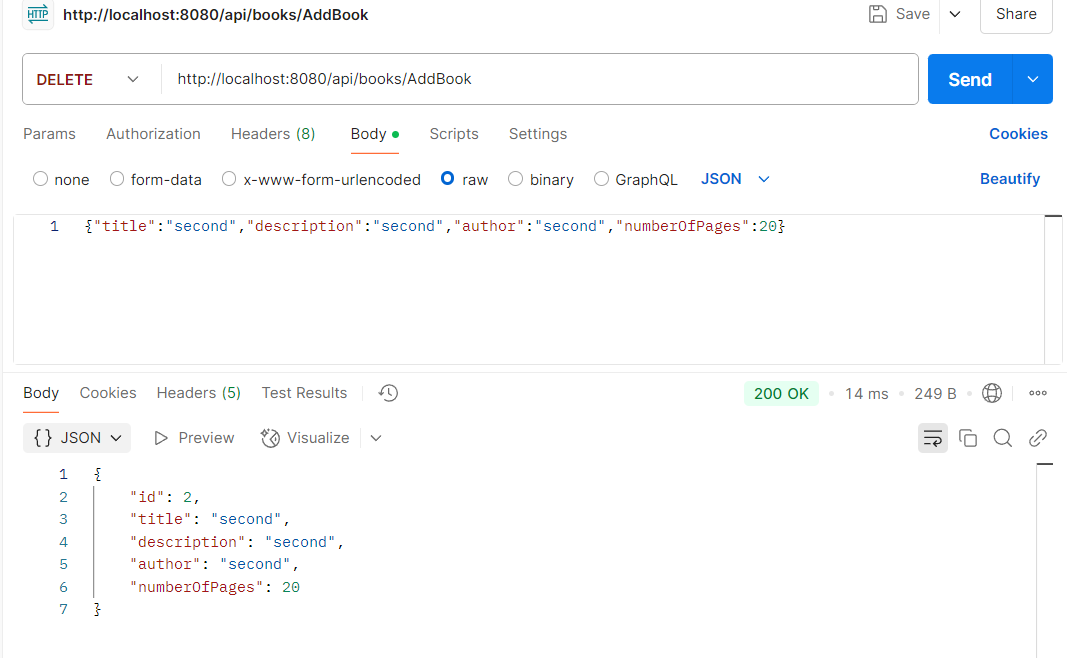 HTTP http://localhost:8080/api/books/AddBook Save Share
DELETE http://localhost:8080/api/books/AddBook Send
Params Authorization Headers (8) Body Scripts Settings Cookies
none form-data x-www-form-urlencoded raw binary GraphQL JSON Beautify
1 {"title":"second","description":"second","author":"second","numberOfPages":20}
Body Cookies Headers (5) Test Results 200 OK • 14 ms • 249 B •
{} JSON Preview Visualize
1 {
2 "id": 2,
3 "title": "second",
4 "description": "second",
5 "author": "second",
6 "numberOfPages": 20
7 }